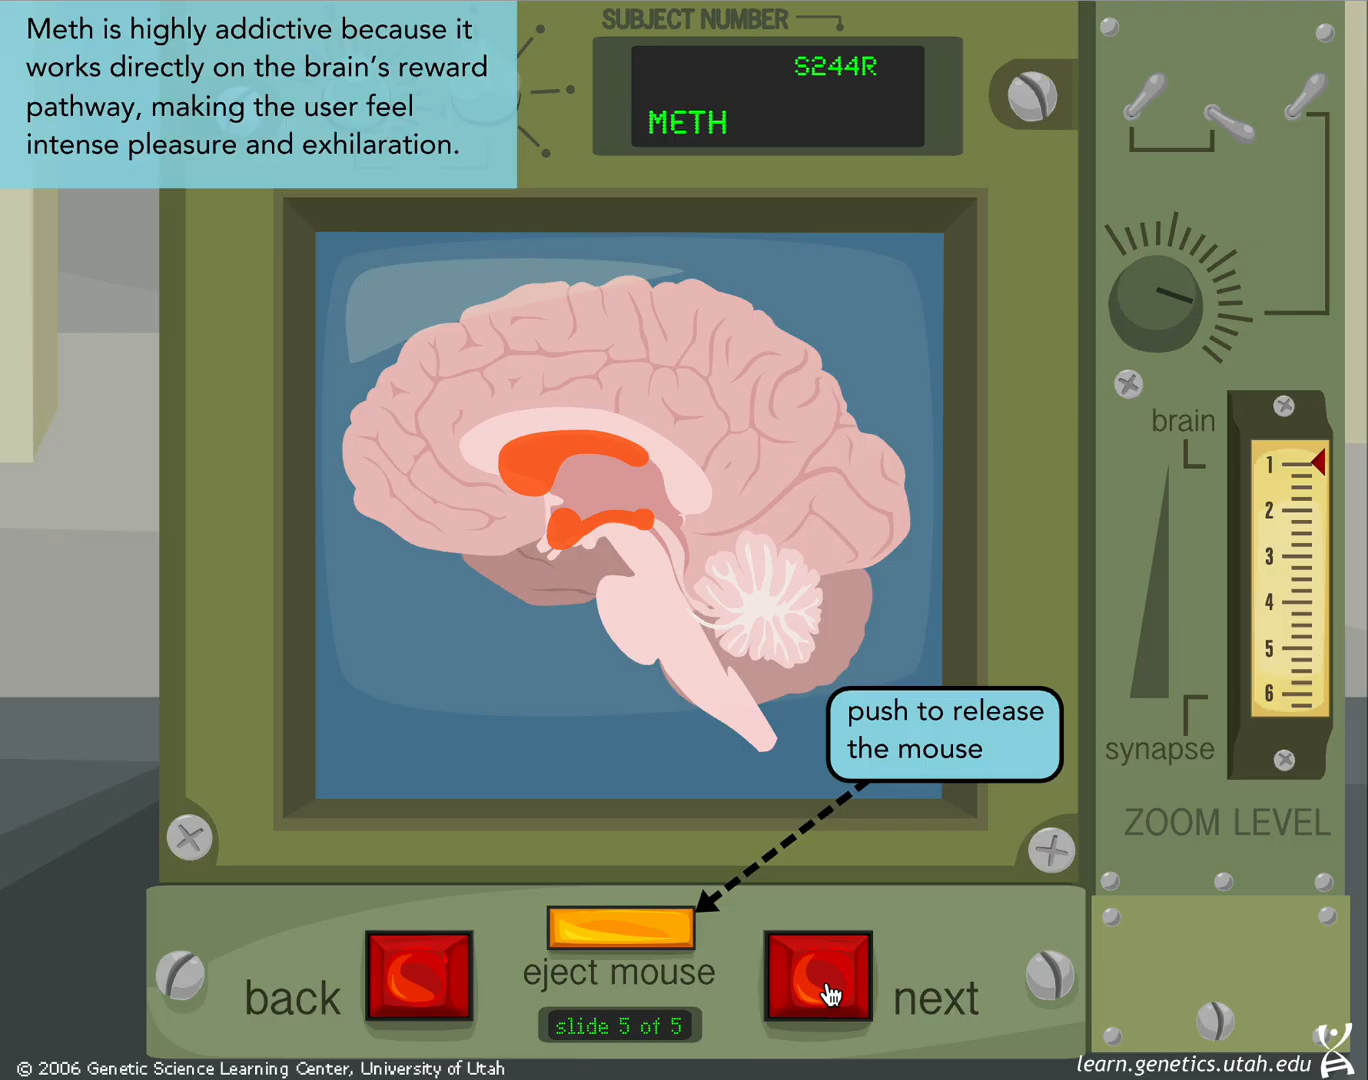 Meth is highly addictive because it
works directly on the brain's reward
pathway, making the user feel
intense pleasure and exhilaration.
SUBJECT NUMBER
S244R
METH
brain
1
2
3
4
5
6
synapse
ZOOM LEVEL
push to release
the mouse
back
eject mouse
next
slide 5 of 5
© 2006 Genetic Science Learning Center, University of Utah
learn.genetics.utah.edu